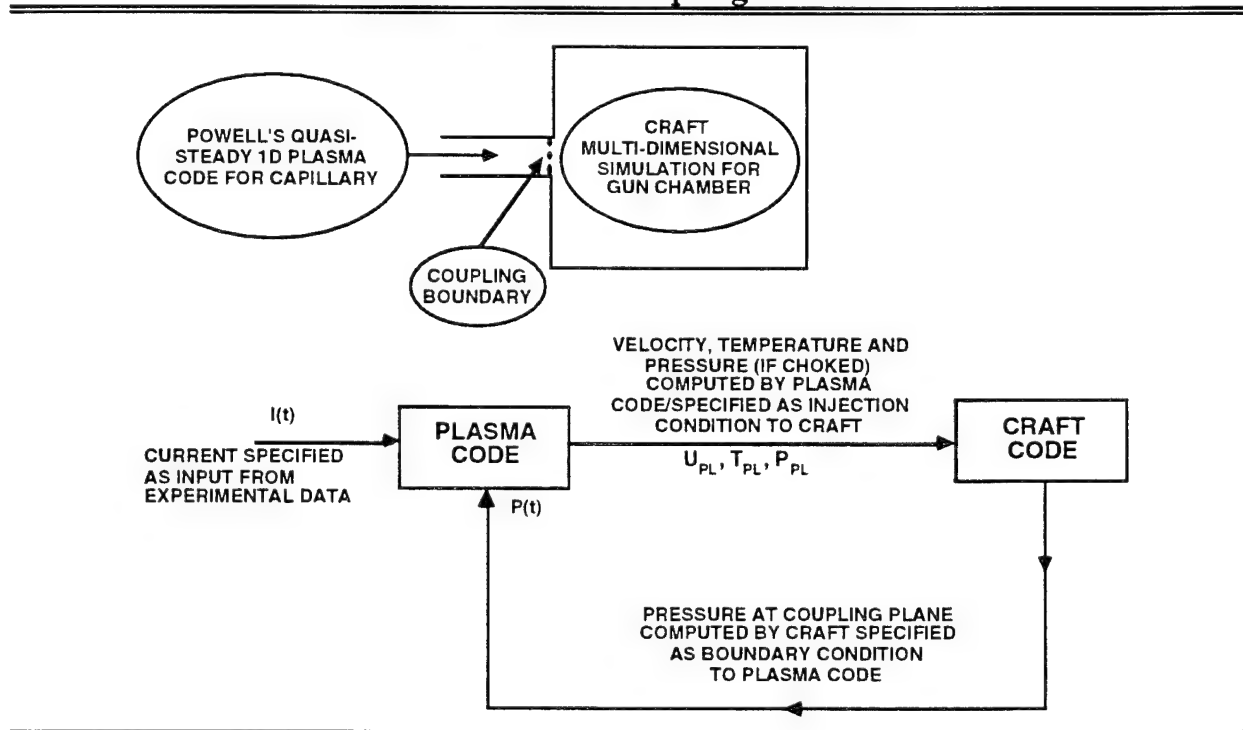 POWELL'S QUASI-
STEADY 1D PLASMA
CODE FOR CAPILLARY
CRAFT
MULTI-DIMENSIONAL
SIMULATION FOR
GUN CHAMBER
COUPLING
BOUNDARY
VELOCITY, TEMPERATURE AND
PRESSURE (IF CHOKED)
COMPUTED BY PLASMA
CODE/SPECIFIED AS INJECTION
CONDITION TO CRAFT
I(t)
CURRENT SPECIFIED
AS INPUT FROM
EXPERIMENTAL DATA
PLASMA
CODE
U_PL, T_PL, P_PL
CRAFT
CODE
P(t)
PRESSURE AT COUPLING PLANE
COMPUTED BY CRAFT SPECIFIED
AS BOUNDARY CONDITION
TO PLASMA CODE